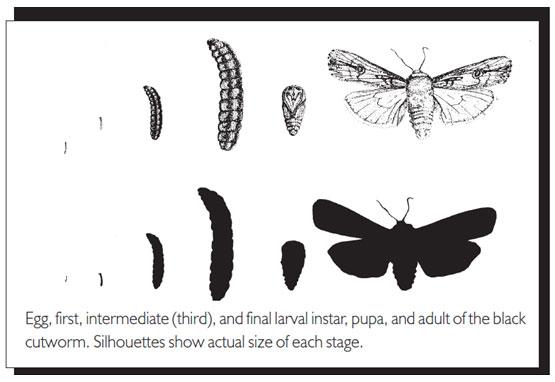 Egg, first, intermediate (third), and final larval instar, pupa, and adult of the black
cutworm. Silhouettes show actual size of each stage.